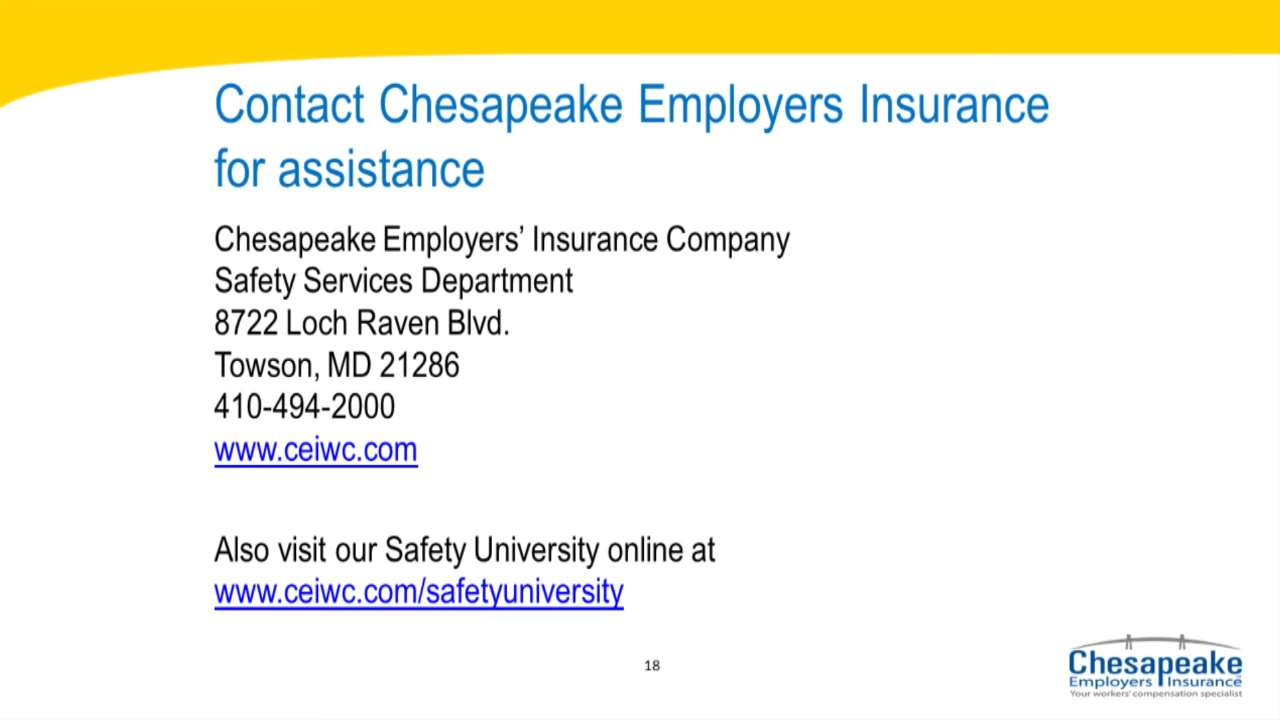 Contact Chesapeake Employers Insurance
for assistance
Chesapeake Employers’ Insurance Company
Safety Services Department
8722 Loch Raven Blvd.
Towson, MD 21286
410-494-2000
www.ceiwc.com
Also visit our Safety University online at
www.ceiwc.com/safetyuniversity
18
Chesapeake
Employers Insurance
Your workers' compensation specialist